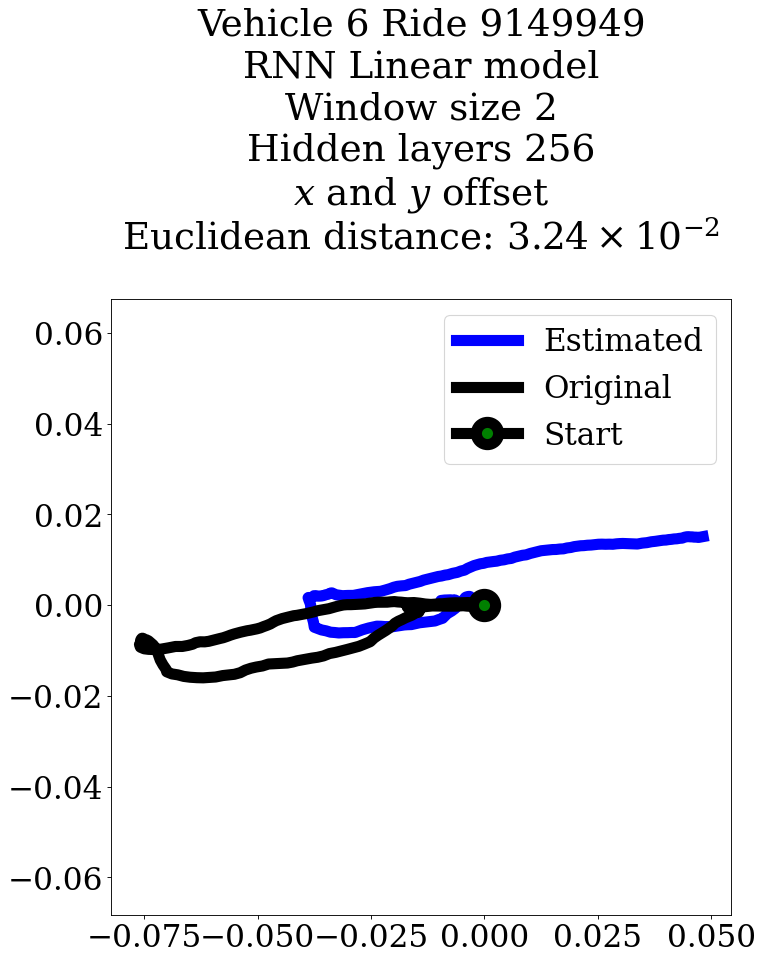 Vehicle 6 Ride 9149949
RNN Linear model
Window size 2
Hidden layers 256
x and y offset
Euclidean distance: 3.24 × 10⁻²
Estimated
Original
Start
0.06
0.04
0.02
0.00
−0.02
−0.04
−0.06
−0.075 −0.050 −0.025 0.000 0.025 0.050